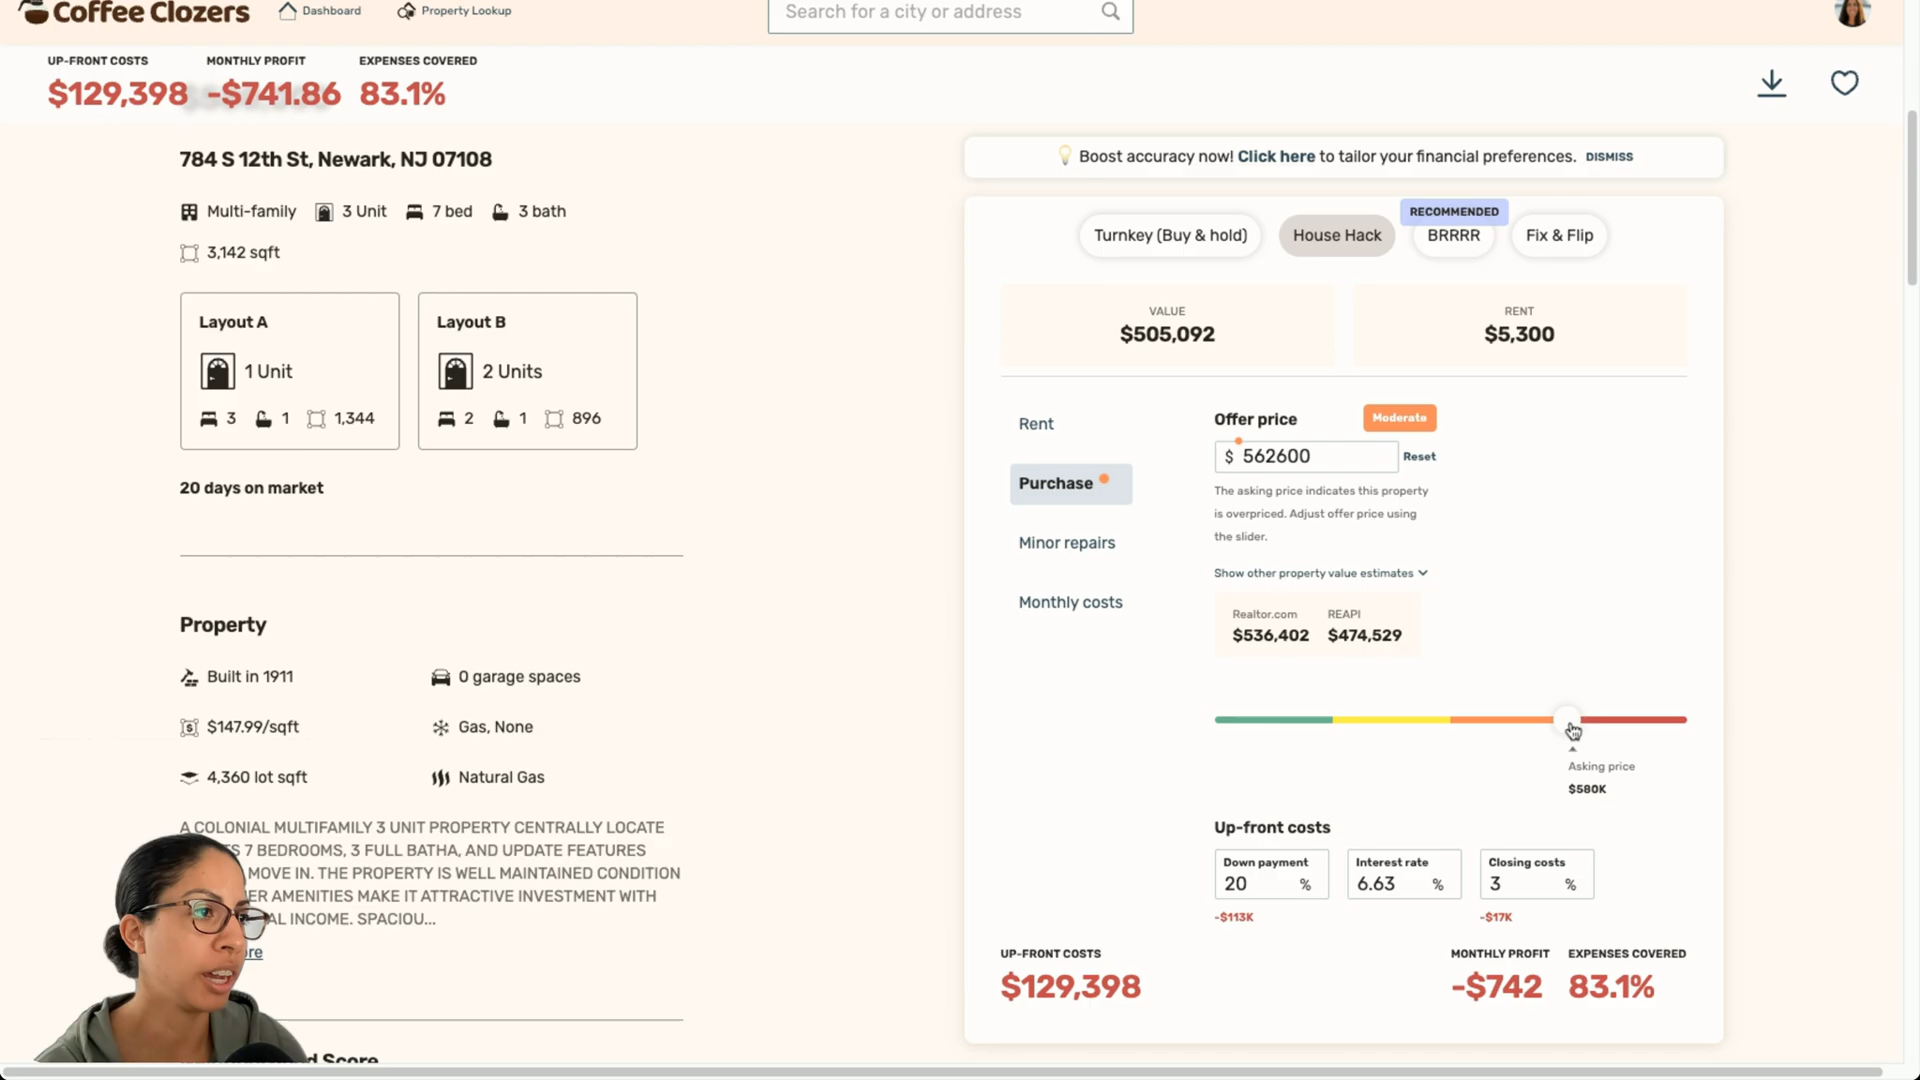 Coffee Clozers
Dashboard
Property Lookup
Search for a city or address
UP-FRONT COSTS
$129,398
MONTHLY PROFIT
-$741.86
EXPENSES COVERED
83.1%
784 S 12th St, Newark, NJ 07108
Multi-family
3 Unit
7 bed
3 bath
3,142 sqft
Layout A
1 Unit
3
1
1,344
Layout B
2 Units
2
1
896
20 days on market
Property
Built in 1911
0 garage spaces
$147.99/sqft
Gas, None
4,360 lot sqft
Natural Gas
A COLONIAL MULTIFAMILY 3 UNIT PROPERTY CENTRALLY LOCATE
7 BEDROOMS, 3 FULL BATHA, AND UPDATE FEATURES
MOVE IN. THE PROPERTY IS WELL MAINTAINED CONDITION
AMENITIES MAKE IT ATTRACTIVE INVESTMENT WITH
INCOME. SPACIOU...
Score
Boost accuracy now! Click here to tailor your financial preferences. DISMISS
Turnkey (Buy & hold)
House Hack
RECOMMENDED
BRRRR
Fix & Flip
VALUE
$505,092
RENT
$5,300
Rent
Purchase
Minor repairs
Monthly costs
Offer price
Moderate
$ 562600
Reset
The asking price indicates this property
is overpriced. Adjust offer price using
the slider.
Show other property value estimates
Realtor.com
$536,402
REAPI
$474,529
Asking price
$580K
Up-front costs
Down payment
20 %
-$113K
Interest rate
6.63 %
Closing costs
3 %
-$17K
UP-FRONT COSTS
$129,398
MONTHLY PROFIT
-$742
EXPENSES COVERED
83.1%